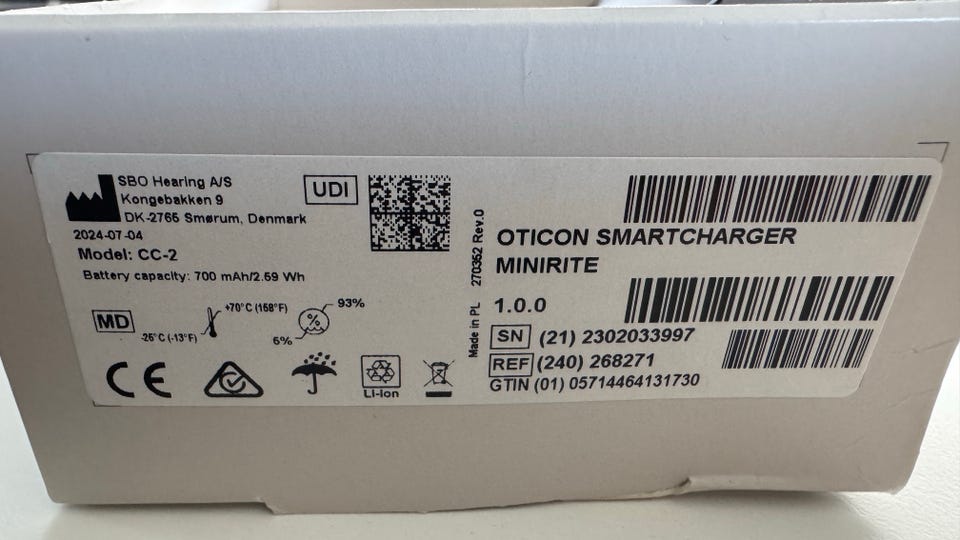 SBO Hearing A/S
Kongebakken 9
DK-2765 Smørum, Denmark
2024-07-04
Model: CC-2
Battery capacity: 700 mAh/2.59 Wh
UDI
MD
-25°C (-13°F)
+70°C (158°F)
%
6%
93%
CE
Li-Ion
Made in PL 270352 Rev.0
OTICON SMARTCHARGER
MINIRITE
1.0.0
SN (21) 2302033997
REF (240) 268271
GTIN (01) 05714464131730